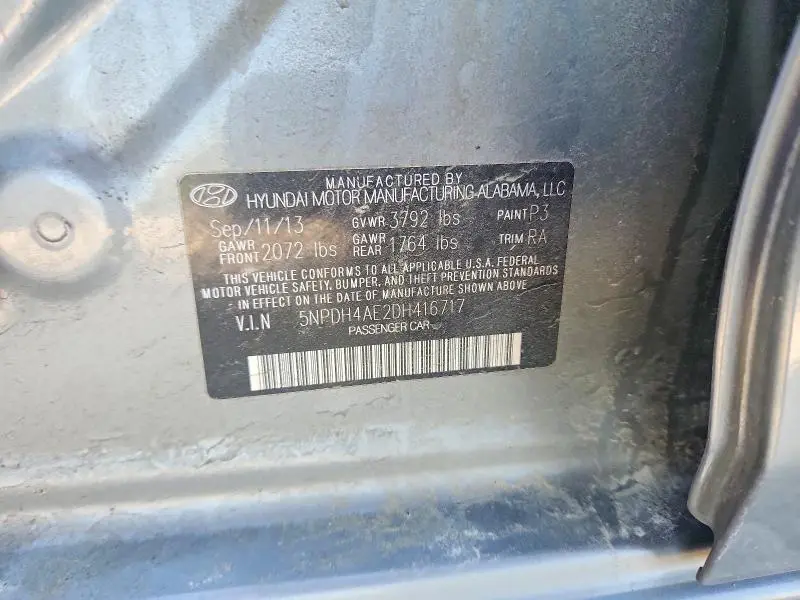 MANUFACTURED BY
HYUNDAI MOTOR MANUFACTURING-ALABAMA, LLC
Sep/11/13 GVWR 3792 lbs PAINT P3
GAWR FRONT 2072 lbs GAWR REAR 1764 lbs TRIM RA
THIS VEHICLE CONFORMS TO ALL APPLICABLE U.S.A. FEDERAL
MOTOR VEHICLE SAFETY, BUMPER, AND THEFT PREVENTION STANDARDS
IN EFFECT ON THE DATE OF MANUFACTURE SHOWN ABOVE
V.I.N 5NPDH4AE2DH416717
PASSENGER CAR